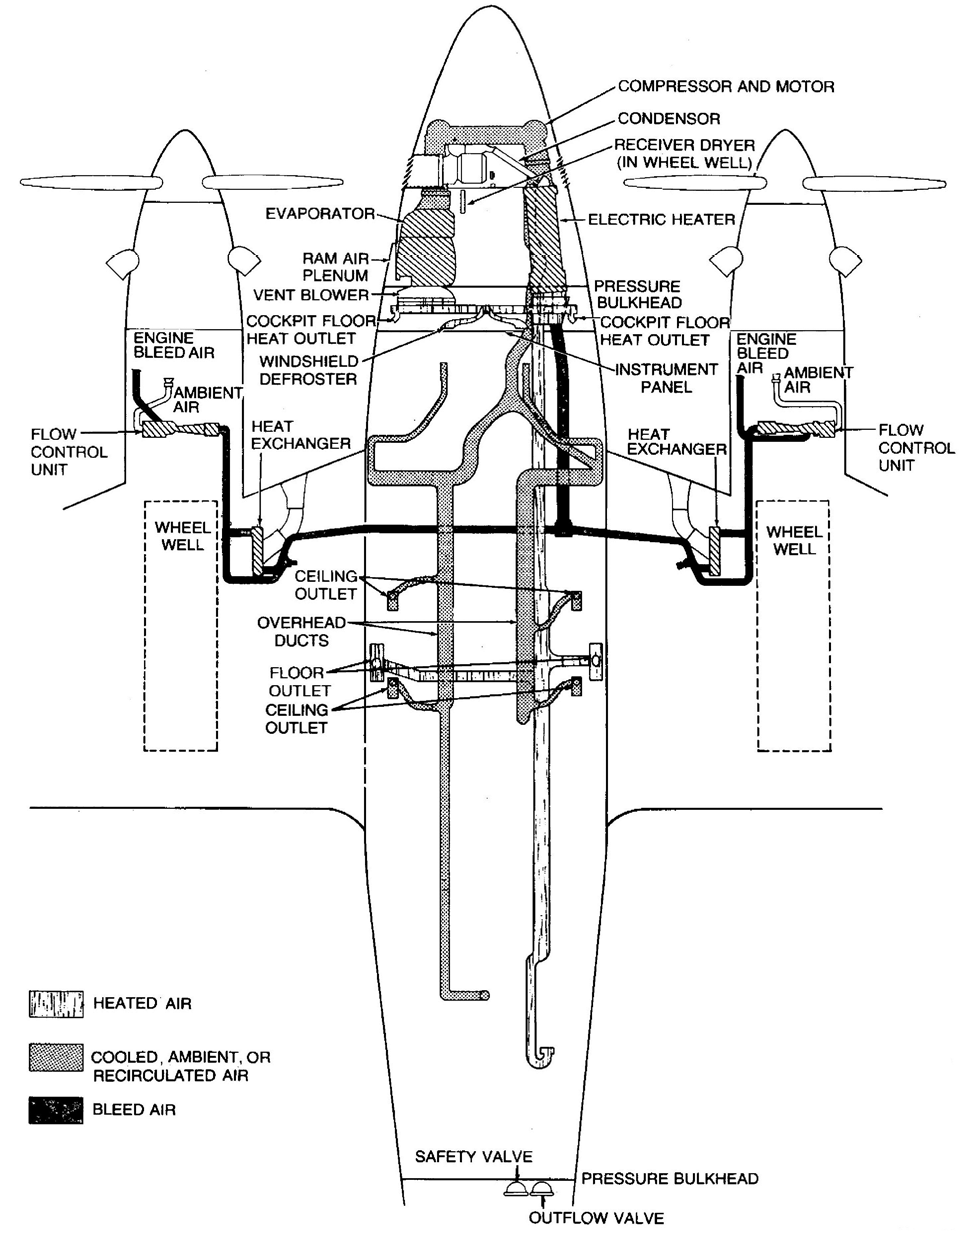 COMPRESSOR AND MOTOR
CONDENSOR
RECEIVER DRYER
(IN WHEEL WELL)
EVAPORATOR
ELECTRIC HEATER
RAM AIR
PLENUM
VENT BLOWER
PRESSURE
BULKHEAD
COCKPIT FLOOR
HEAT OUTLET
COCKPIT FLOOR
HEAT OUTLET
WINDSHIELD
DEFROSTER
INSTRUMENT
PANEL
ENGINE
BLEED AIR
AMBIENT
AIR
ENGINE
BLEED
AIR
AMBIENT
AIR
FLOW
CONTROL
UNIT
HEAT
EXCHANGER
HEAT
EXCHANGER
FLOW
CONTROL
UNIT
WHEEL
WELL
WHEEL
WELL
CEILING
OUTLET
OVERHEAD
DUCTS
FLOOR
OUTLET
CEILING
OUTLET
HEATED AIR
COOLED, AMBIENT, OR
RECIRCULATED AIR
BLEED AIR
SAFETY VALVE
PRESSURE BULKHEAD
OUTFLOW VALVE